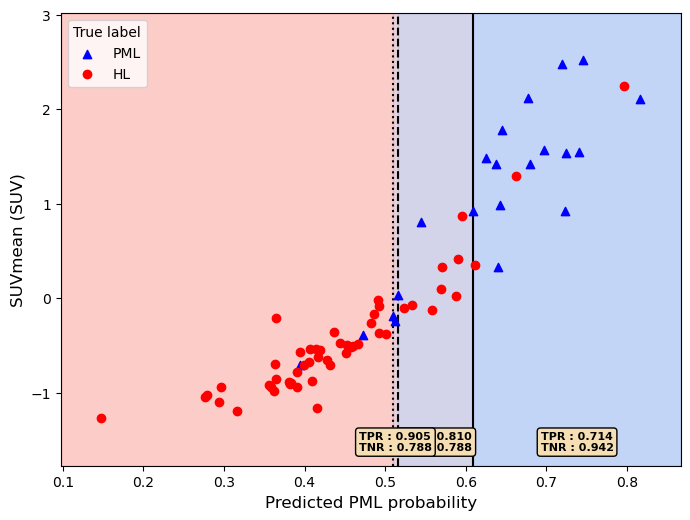 3
2
1
0
−1
SUVmean (SUV)
True label
PML
HL
TPR : 0.905
TNR : 0.788
0.810
0.788
TPR : 0.714
TNR : 0.942
0.1 0.2 0.3 0.4 0.5 0.6 0.7 0.8
Predicted PML probability